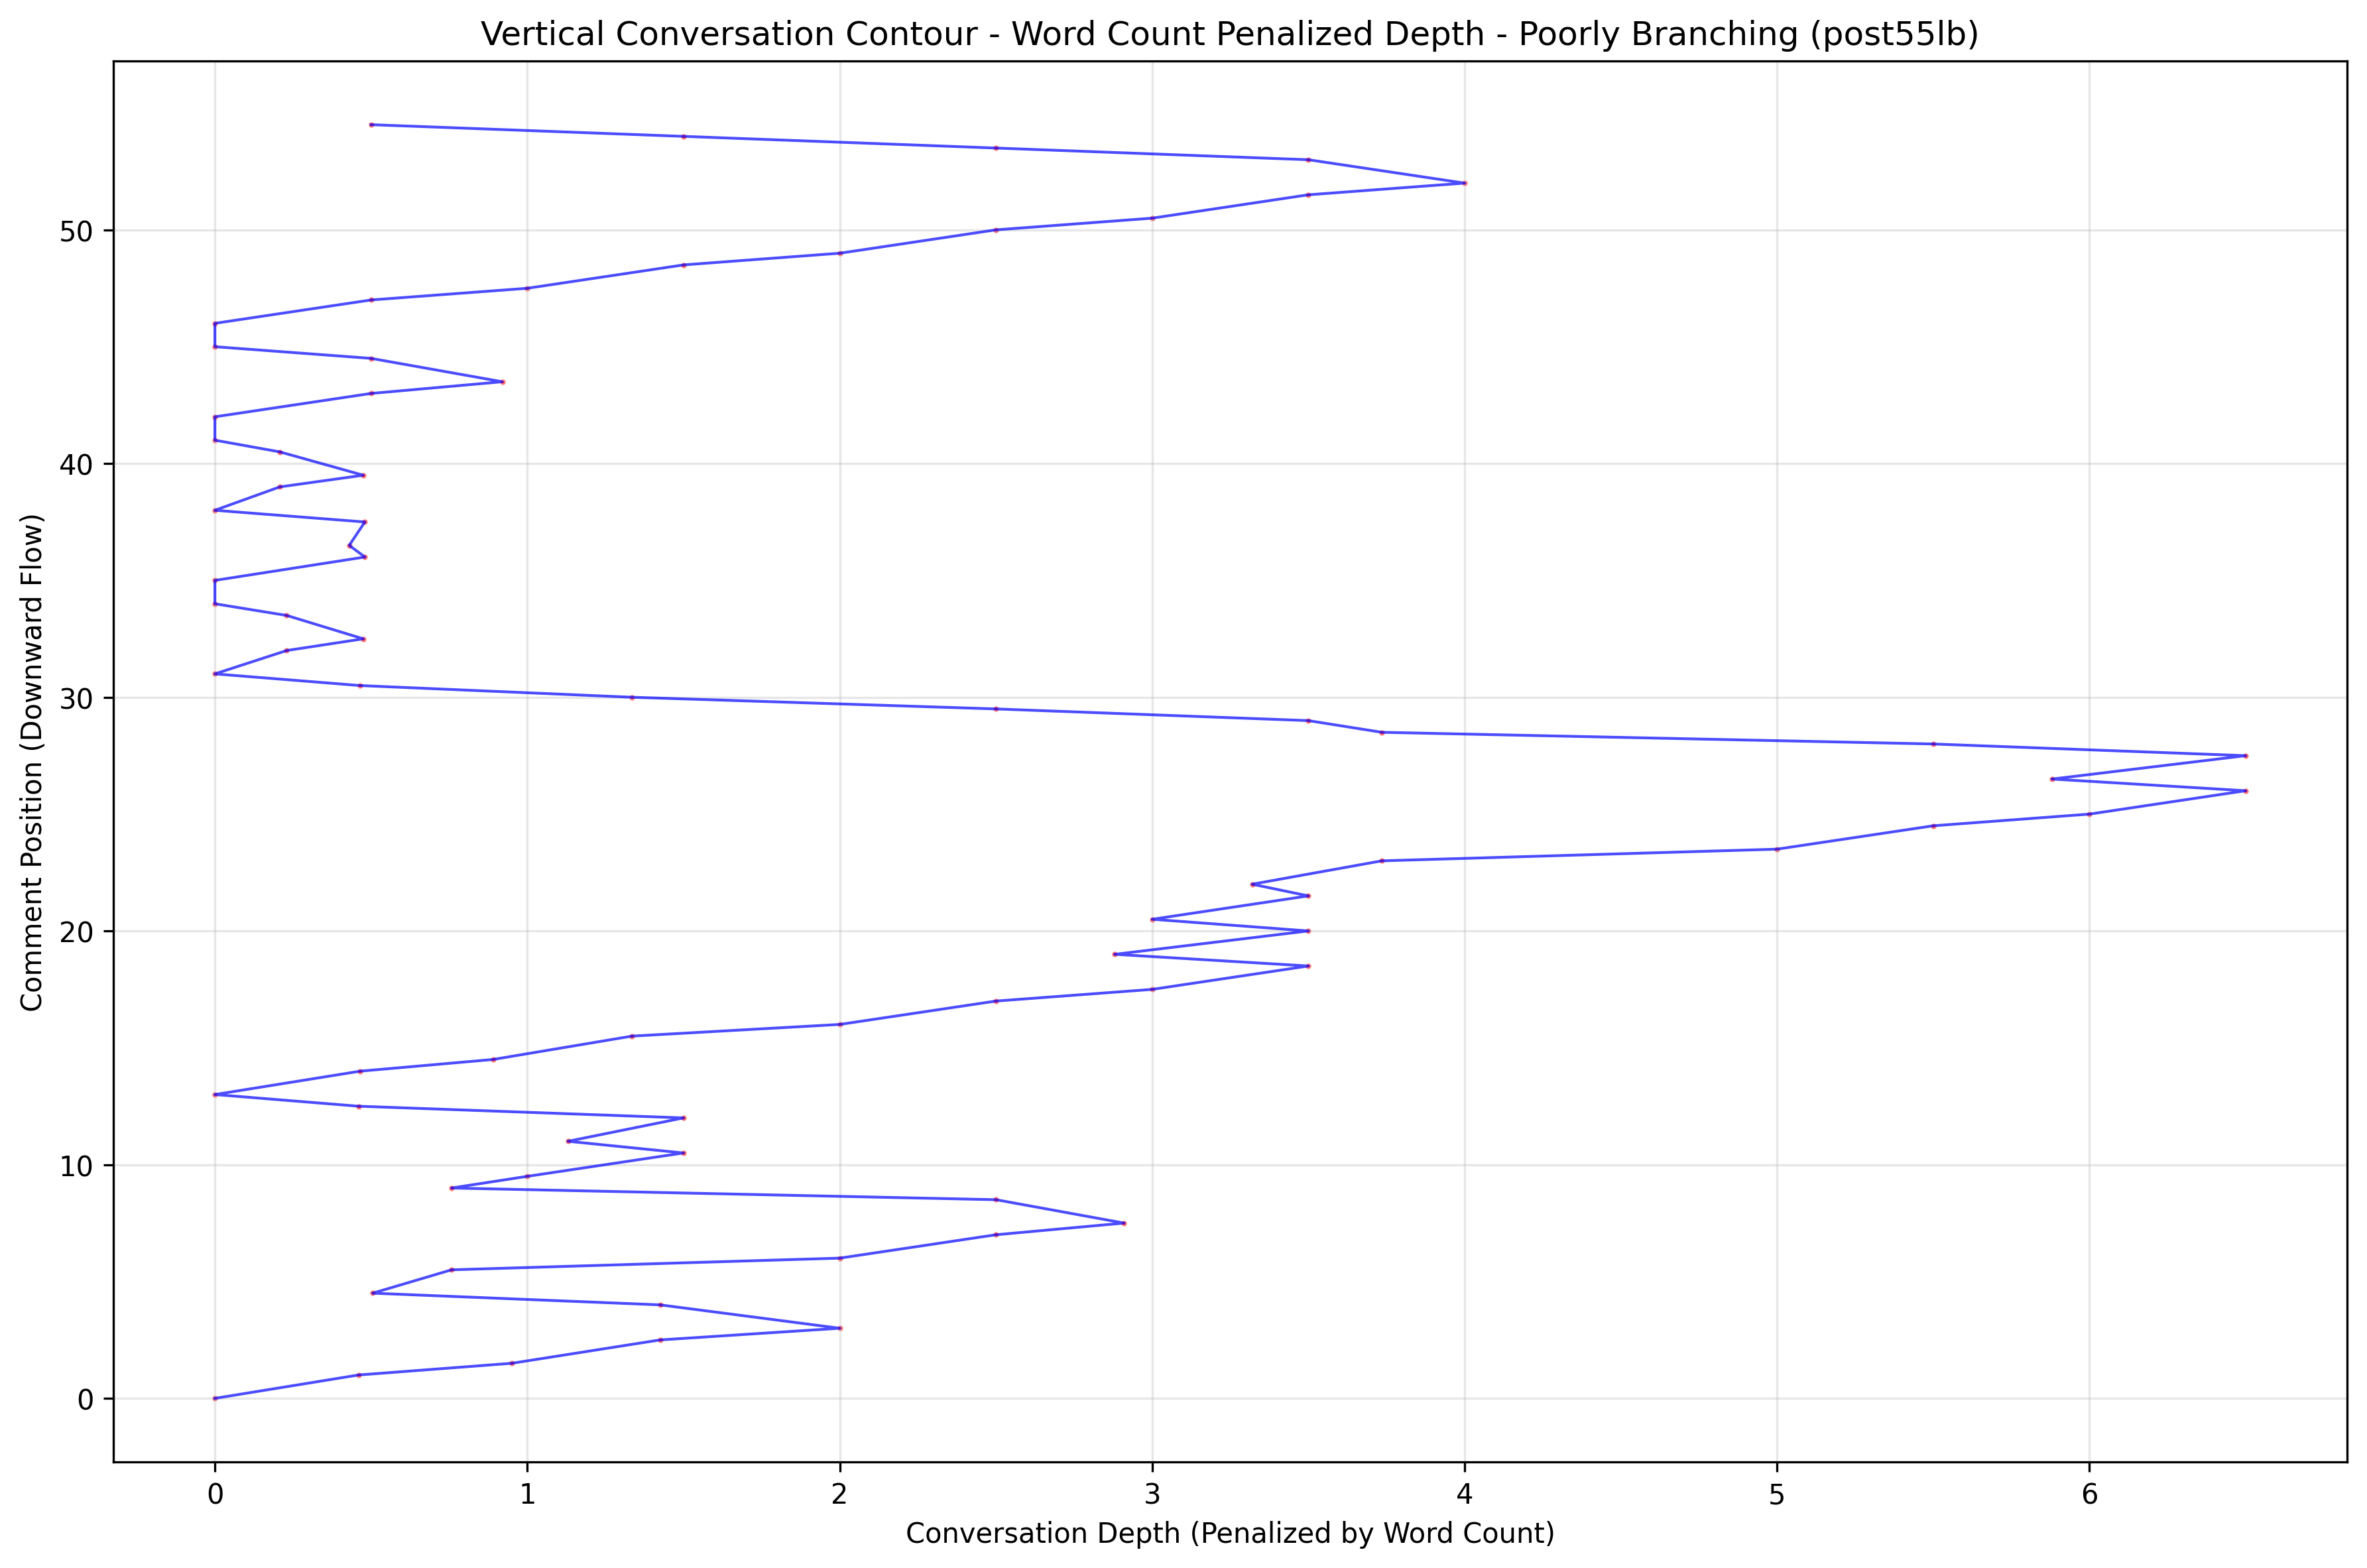 Vertical Conversation Contour - Word Count Penalized Depth - Poorly Branching (post55lb)
Comment Position (Downward Flow)
50
40
30
20
10
0
0 1 2 3 4 5 6
Conversation Depth (Penalized by Word Count)